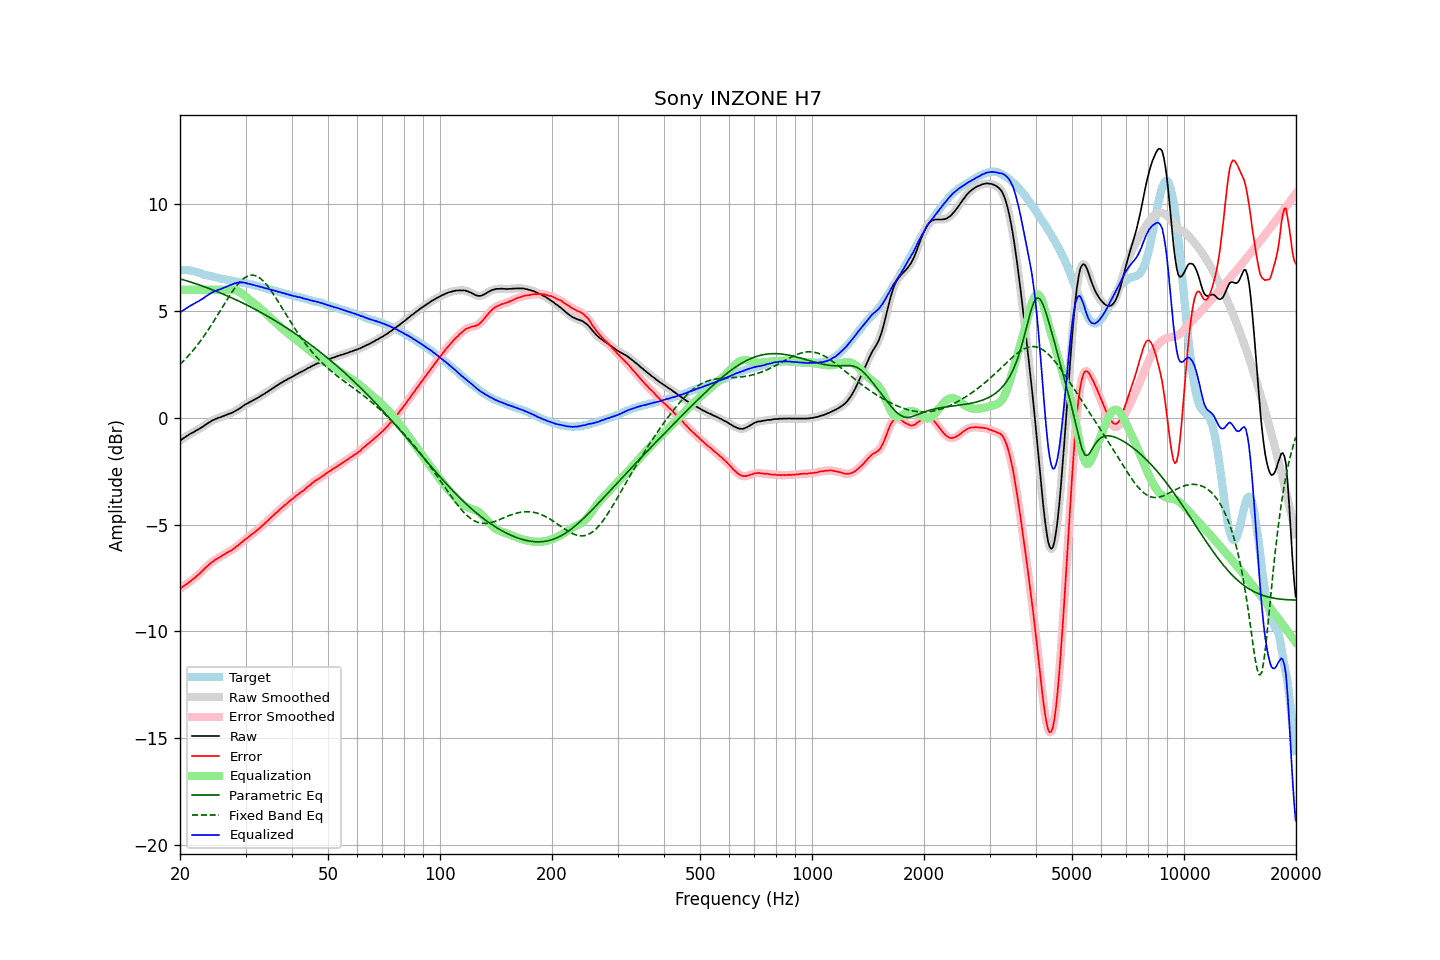 Sony INZONE H7
Amplitude (dBr)
10
5
0
−5
−10
−15
−20
Target
Raw Smoothed
Error Smoothed
Raw
Error
Equalization
Parametric Eq
Fixed Band Eq
Equalized
20 50 100 200 500 1000 2000 5000 10000 20000
Frequency (Hz)